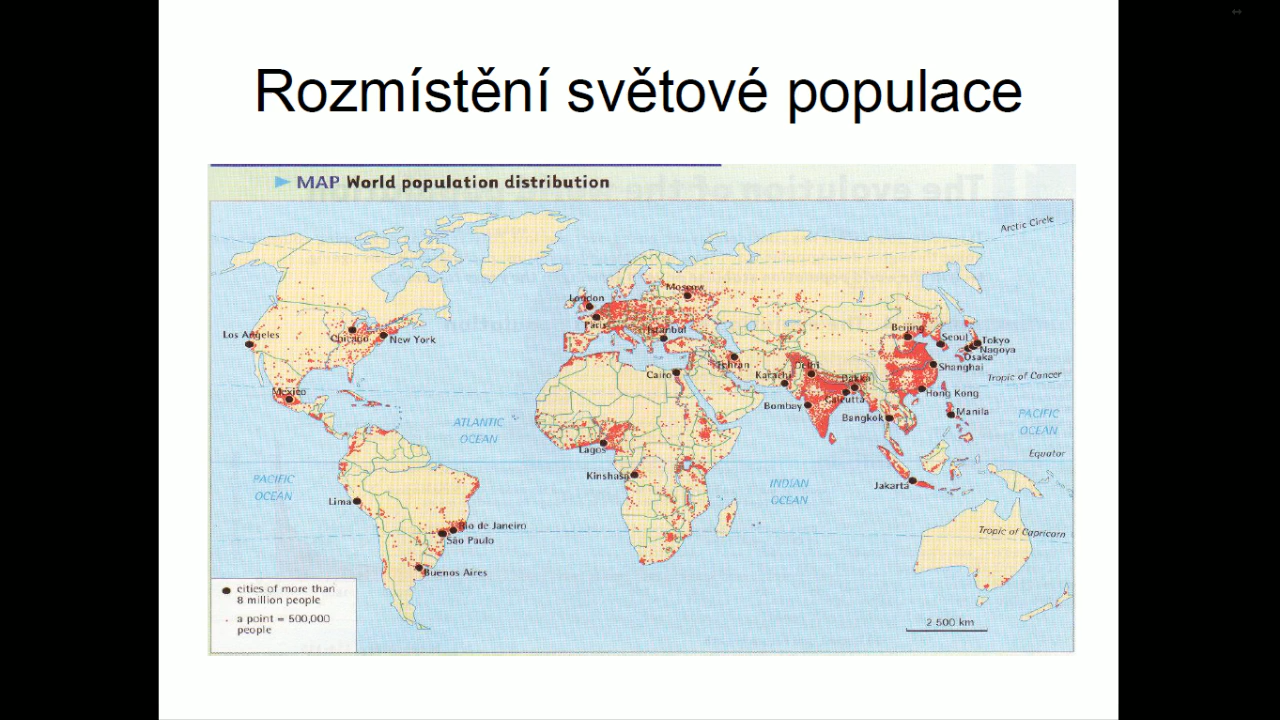 Rozmístění světové populace
MAP World population distribution
Arctic Circle
Moscow
London
Paris
Istanbul
Los Angeles
Chicago
New York
Beijing
Seoul
Tokyo
Nagoya
Osaka
Tehran
Delhi
Shanghai
Cairo
Karachi
Dakka
Tropic of Cancer
Mexico
Calcutta
Hong Kong
Bombay
Bangkok
Manila
ATLANTIC
OCEAN
PACIFIC
OCEAN
Lagos
Equator
Kinshasa
Jakarta
PACIFIC
OCEAN
INDIAN
OCEAN
Lima
Rio de Janeiro
São Paulo
Tropic of Capricorn
Buenos Aires
cities of more than
8 million people
a point = 500,000
people
2 500 km